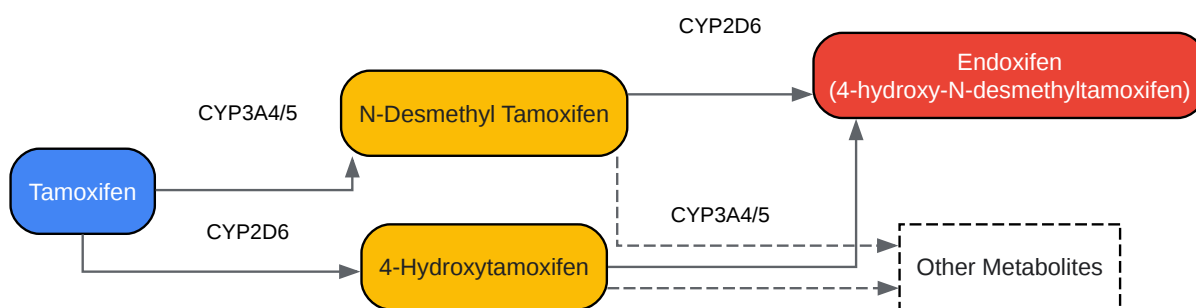 CYP2D6
Endoxifen
(4-hydroxy-N-desmethyltamoxifen)
CYP3A4/5
N-Desmethyl Tamoxifen
Tamoxifen
CYP2D6
CYP3A4/5
4-Hydroxytamoxifen
Other Metabolites